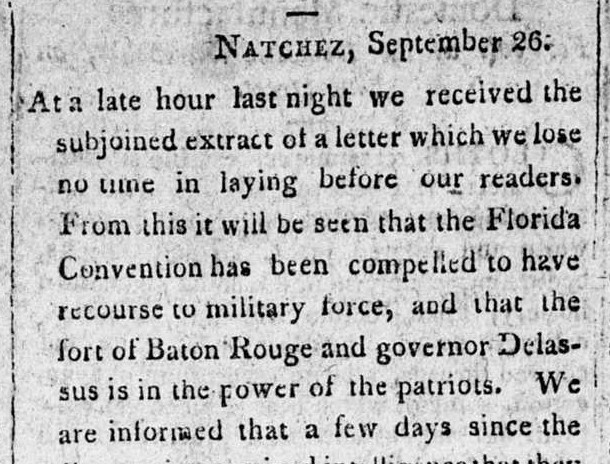 NATCHEZ, September 26.
At a late hour last night we received the
subjoined extract of a letter which we lose
no time in laying before our readers.
From this it will be seen that the Florida
Convention has been compelled to have
recourse to military force, and that the
fort of Baton Rouge and governor Delas-
sus is in the power of the patriots. We
are informed that a few days since the